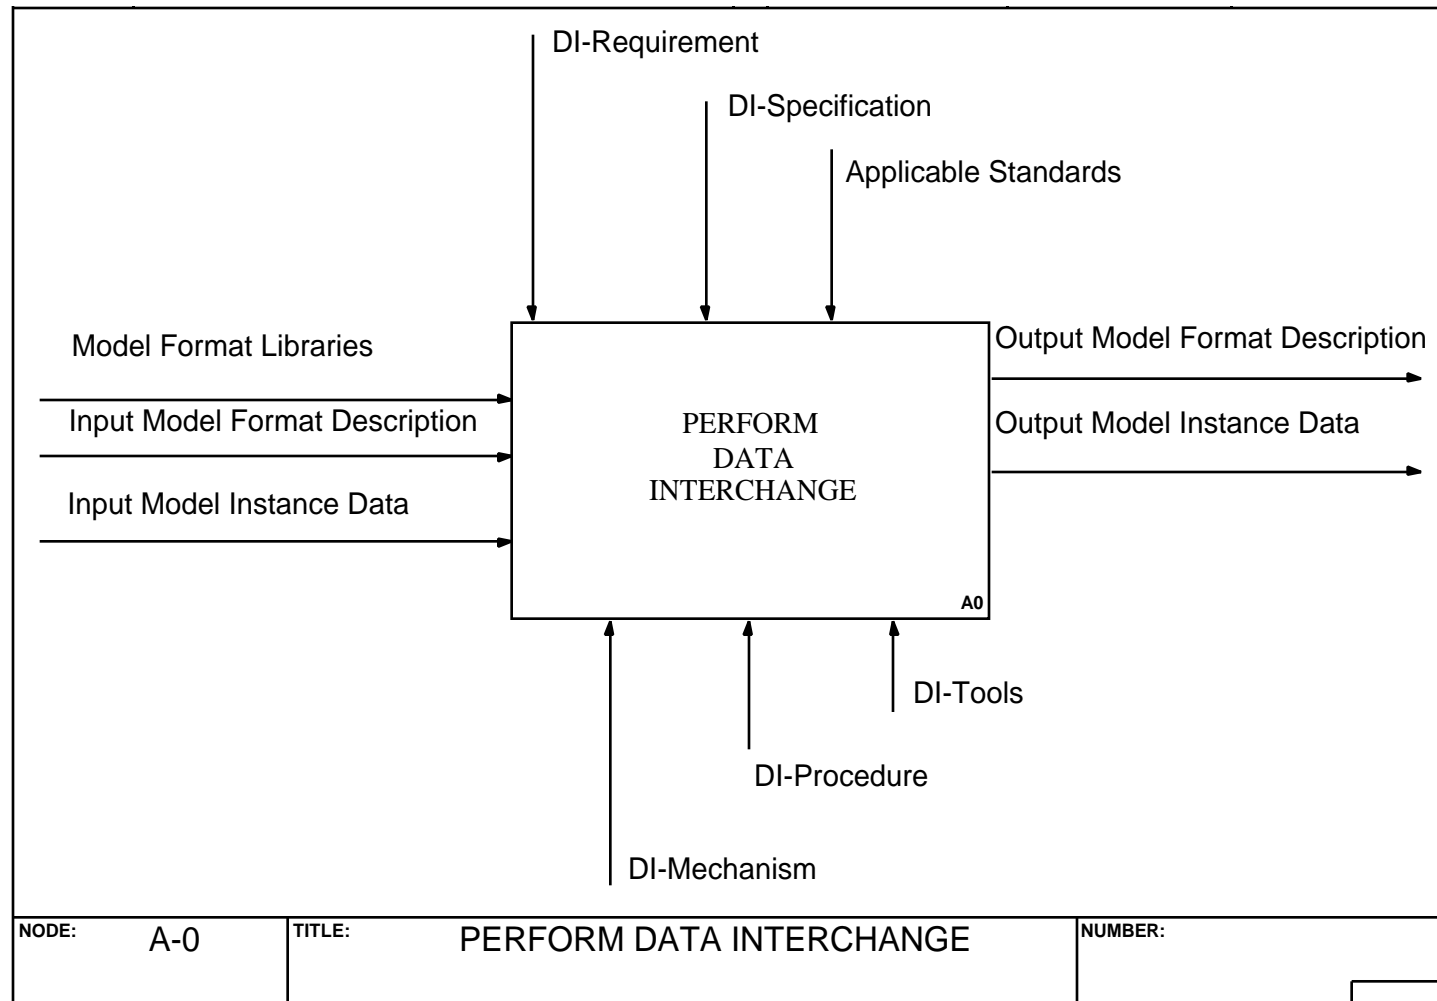 DI-Requirement
DI-Specification
Applicable Standards
Model Format Libraries
Input Model Format Description
Input Model Instance Data
PERFORM
DATA
INTERCHANGE
A0
Output Model Format Description
Output Model Instance Data
DI-Tools
DI-Procedure
DI-Mechanism
NODE: A-0
TITLE: PERFORM DATA INTERCHANGE
NUMBER: